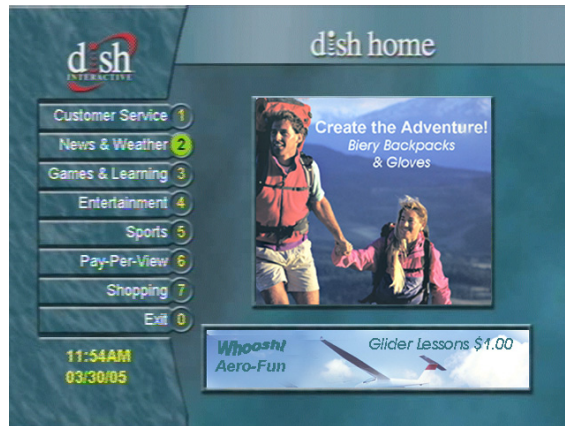 dish
INTERACTIVE
dish home
Customer Service 1
News & Weather 2
Games & Learning 3
Entertainment 4
Sports 5
Pay-Per-View 6
Shopping 7
Exit 0
11:54AM
03/30/05
Create the Adventure!
Biery Backpacks
& Gloves
Whoosh!
Aero-Fun
Glider Lessons $1.00